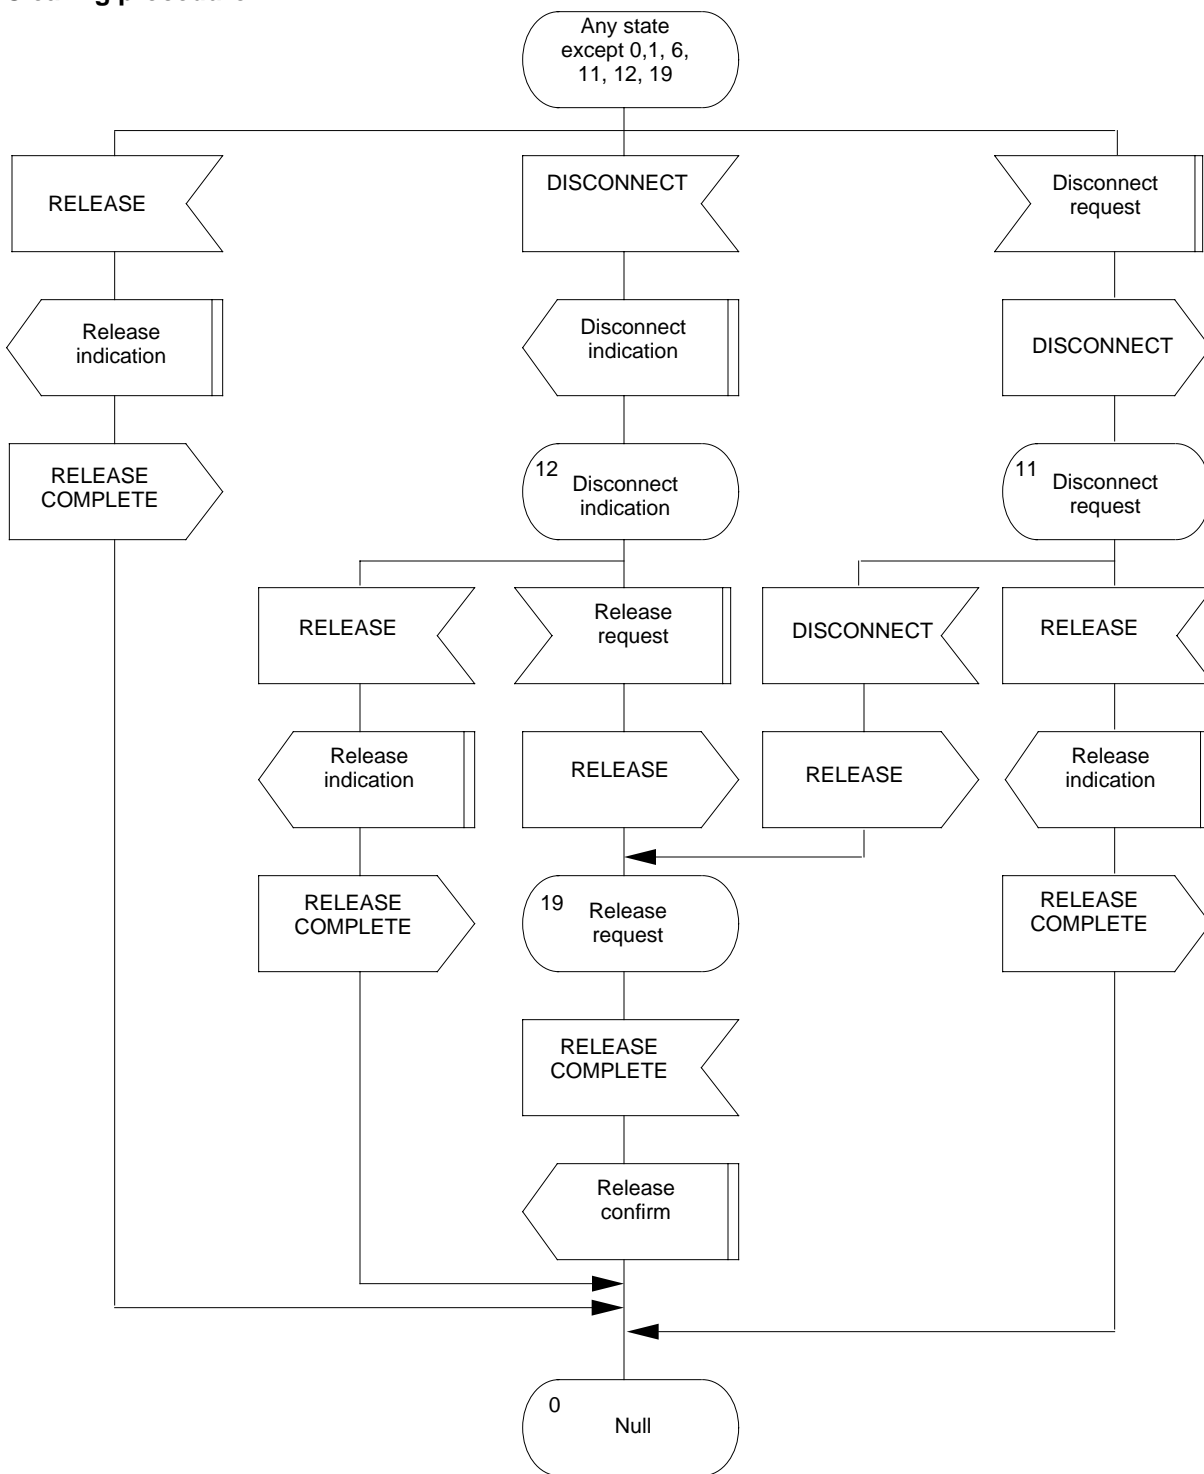 Clearing procedure
Any state
except 0,1, 6,
11, 12, 19
RELEASE
DISCONNECT
Disconnect
request
Release
indication
Disconnect
indication
DISCONNECT
RELEASE
COMPLETE
12
Disconnect
indication
11
Disconnect
request
RELEASE
Release
request
DISCONNECT
RELEASE
Release
indication
RELEASE
RELEASE
Release
indication
RELEASE
COMPLETE
19
Release
request
RELEASE
COMPLETE
RELEASE
COMPLETE
Release
confirm
0
Null